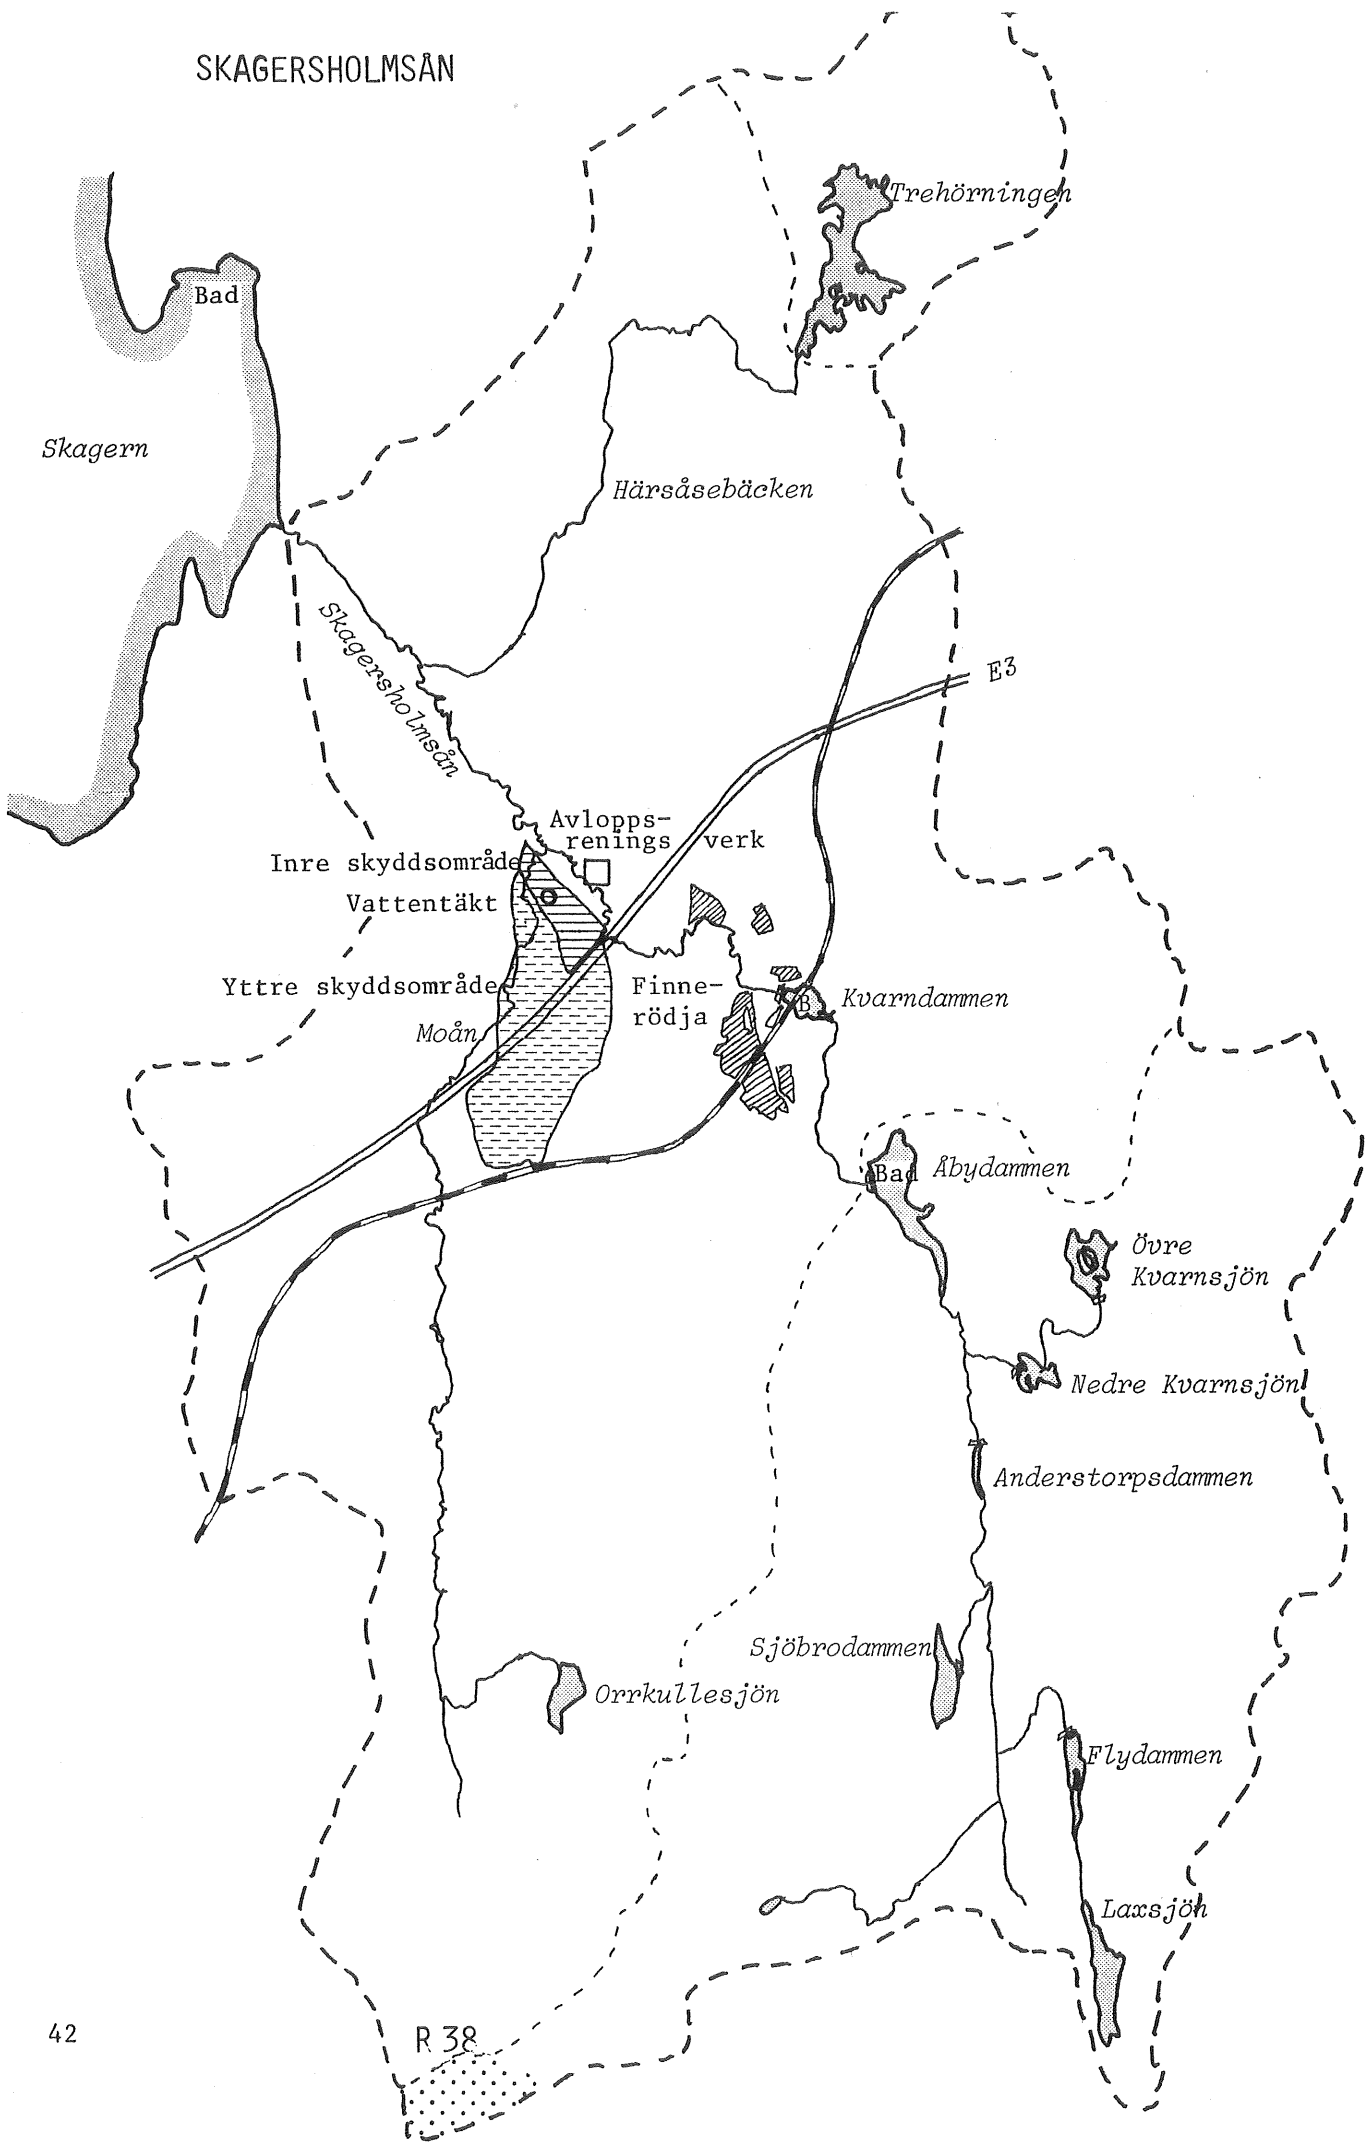 SKAGERSHOLMSÅN
Trehörningen
Bad
Skagern
Härsåsebäcken
Skagersholmsån
E3
Avlopps-
renings verk
Inre skyddsområde
Vattentäkt
Yttre skyddsområde
Finne-
rödja
B
Kvarndammen
Moån
Bad
Åbydammen
Övre
Kvarnsjön
Nedre Kvarnsjön
Anderstorpsdammen
Sjöbrodammen
Orrkullesjön
Flydammen
Laxsjön
42
R 38